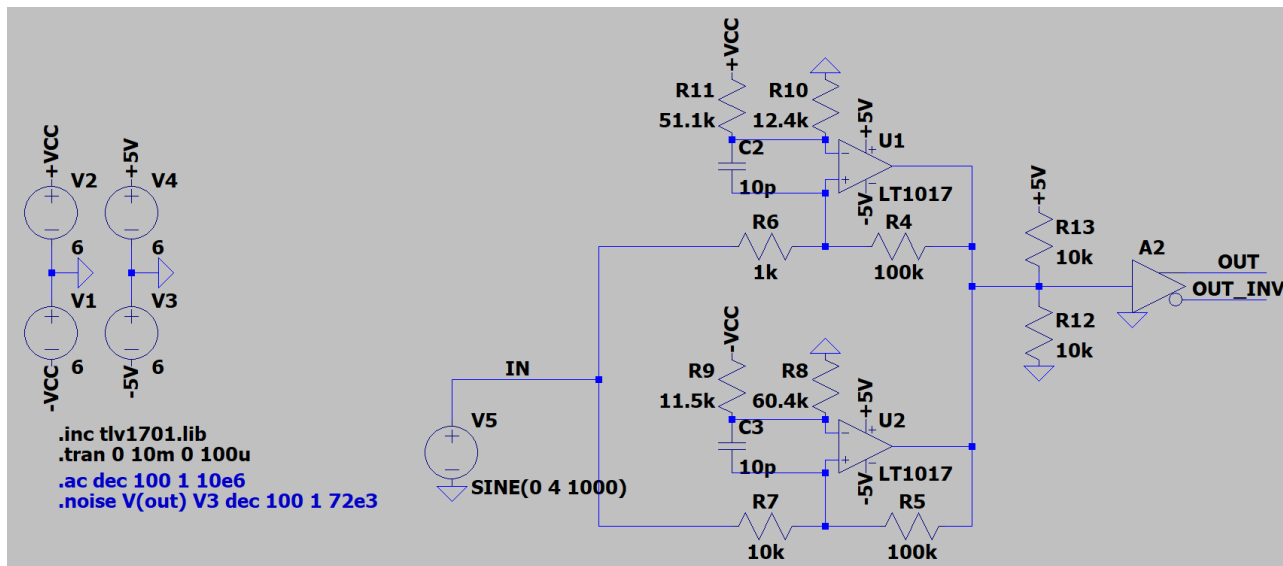 +VCC
V2
6
V1
6
-VCC
+5V
V4
6
V3
6
-5V
.inc tlv1701.lib
.tran 0 10m 0 100u
.ac dec 100 1 10e6
.noise V(out) V3 dec 100 1 72e3
IN
V5
SINE(0 4 1000)
+VCC
R11
51.1k
R10
12.4k
C2
10p
+5V
U1
-5V
LT1017
R6
1k
R4
100k
-VCC
R9
11.5k
R8
60.4k
C3
10p
+5V
U2
-5V
LT1017
R7
10k
R5
100k
+5V
R13
10k
R12
10k
A2
OUT
OUT_INV